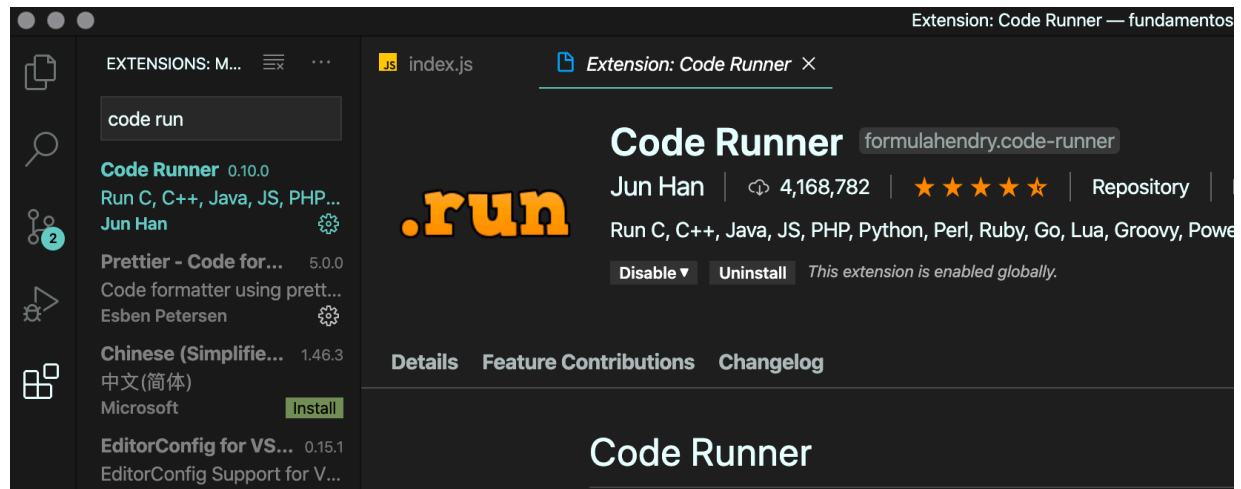 Extension: Code Runner — fundamentos
EXTENSIONS: M...
code run
Code Runner 0.10.0
Run C, C++, Java, JS, PHP...
Jun Han
2
Prettier - Code for... 5.0.0
Code formatter using prett...
Esben Petersen
Chinese (Simplifie... 1.46.3
中文(简体)
Microsoft Install
EditorConfig for VS... 0.15.1
EditorConfig Support for V...
JS index.js Extension: Code Runner
.run
Code Runner formulahendry.code-runner
Jun Han 4,168,782 Repository
Run C, C++, Java, JS, PHP, Python, Perl, Ruby, Go, Lua, Groovy, Powe
Disable Uninstall This extension is enabled globally.
Details Feature Contributions Changelog
Code Runner